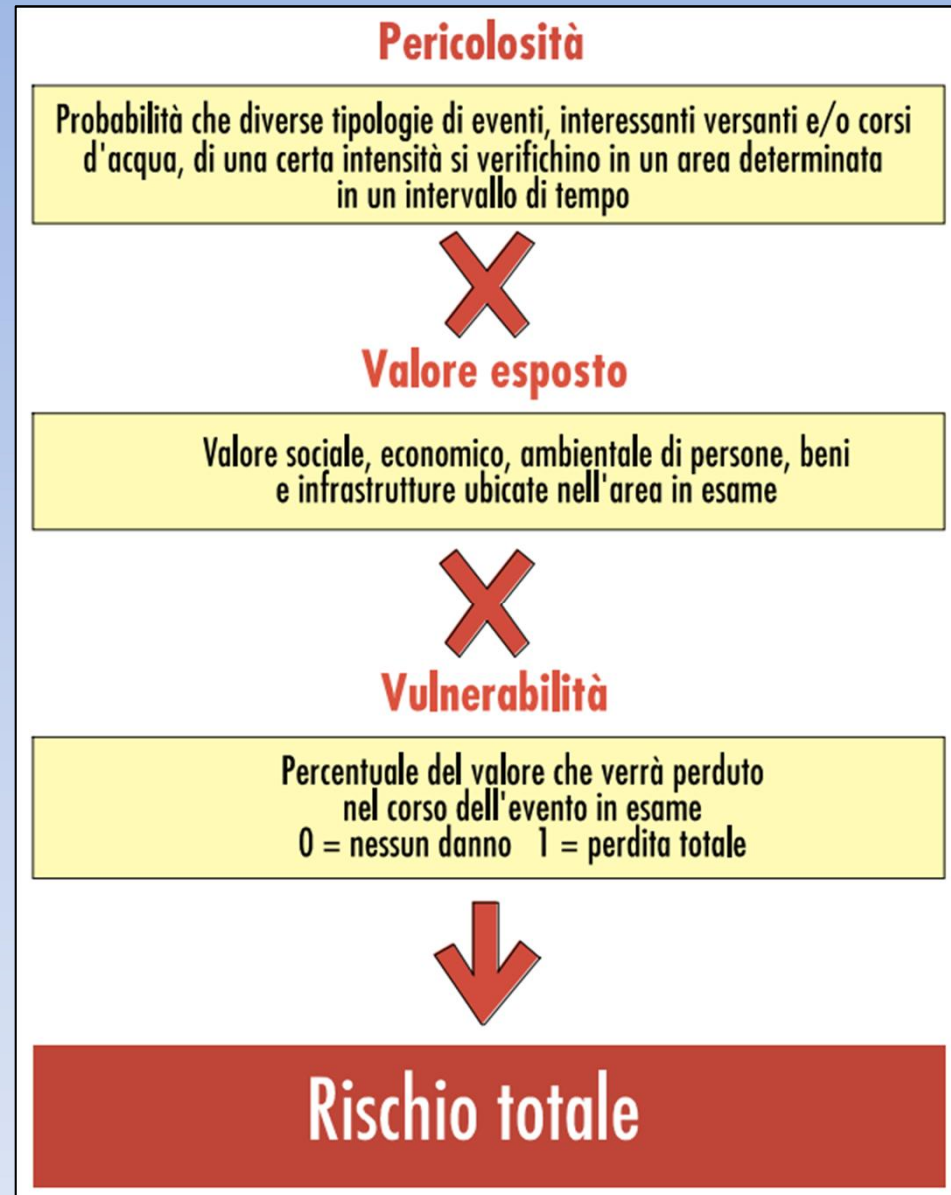 Pericolosità
Probabilità che diverse tipologie di eventi, interessanti versanti e/o corsi
d'acqua, di una certa intensità si verifichino in un area determinata
in un intervallo di tempo
Valore esposto
Valore sociale, economico, ambientale di persone, beni
e infrastrutture ubicate nell'area in esame
Vulnerabilità
Percentuale del valore che verrà perduto
nel corso dell'evento in esame
0 = nessun danno 1 = perdita totale
Rischio totale